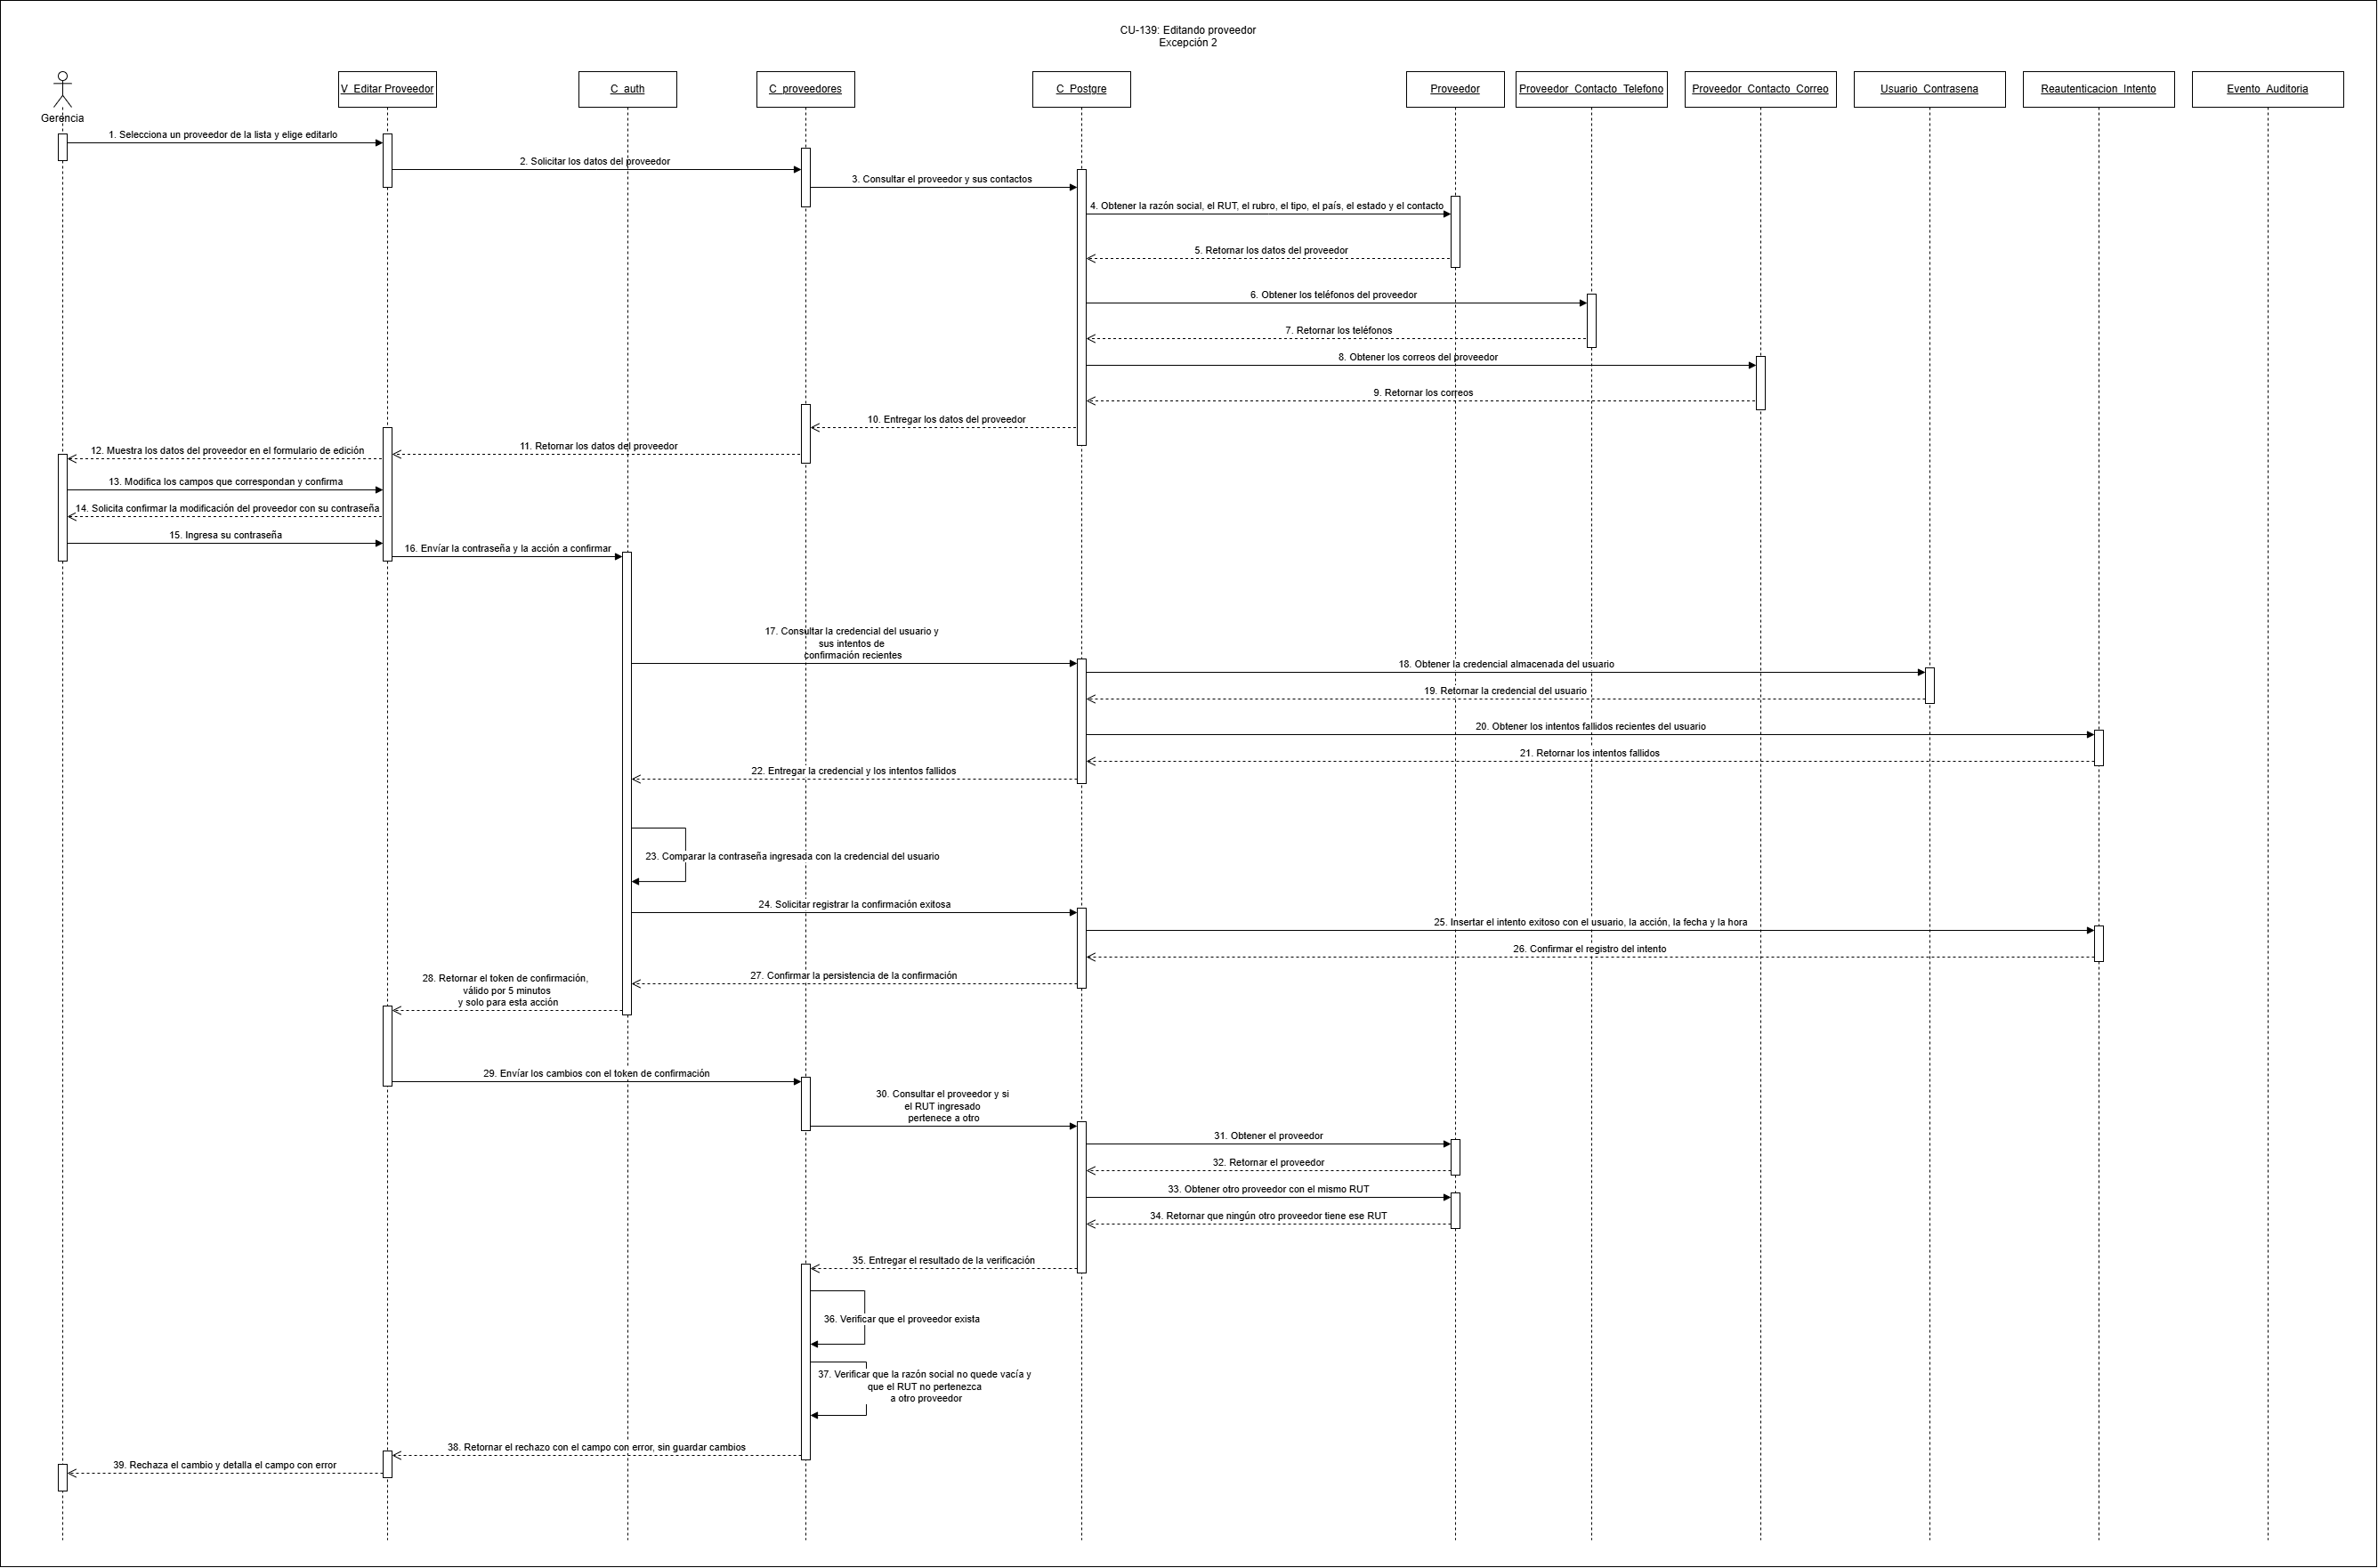 CU-139: Editando proveedor
Excepción 2
Gerencia
V_Editar Proveedor
C_auth
C_proveedores
C_Postgre
Proveedor
Proveedor_Contacto_Telefono
Proveedor_Contacto_Correo
Usuario_Contrasena
Reautenticacion_Intento
Evento_Auditoria
1. Selecciona un proveedor de la lista y elige editarlo
2. Solicitar los datos del proveedor
3. Consultar el proveedor y sus contactos
4. Obtener la razón social, el RUT, el rubro, el tipo, el país, el estado y el contacto
5. Retornar los datos del proveedor
6. Obtener los teléfonos del proveedor
7. Retornar los teléfonos
8. Obtener los correos del proveedor
9. Retornar los correos
10. Entregar los datos del proveedor
11. Retornar los datos del proveedor
12. Muestra los datos del proveedor en el formulario de edición
13. Modifica los campos que correspondan y confirma
14. Solicita confirmar la modificación del proveedor con su contraseña
15. Ingresa su contraseña
16. Envíar la contraseña y la acción a confirmar
17. Consultar la credencial del usuario y
sus intentos de
confirmación recientes
18. Obtener la credencial almacenada del usuario
19. Retornar la credencial del usuario
20. Obtener los intentos fallidos recientes del usuario
21. Retornar los intentos fallidos
22. Entregar la credencial y los intentos fallidos
23. Comparar la contraseña ingresada con la credencial del usuario
24. Solicitar registrar la confirmación exitosa
25. Insertar el intento exitoso con el usuario, la acción, la fecha y la hora
26. Confirmar el registro del intento
27. Confirmar la persistencia de la confirmación
28. Retornar el token de confirmación,
válido por 5 minutos
y solo para esta acción
29. Envíar los cambios con el token de confirmación
30. Consultar el proveedor y si
el RUT ingresado
pertenece a otro
31. Obtener el proveedor
32. Retornar el proveedor
33. Obtener otro proveedor con el mismo RUT
34. Retornar que ningún otro proveedor tiene ese RUT
35. Entregar el resultado de la verificación
36. Verificar que el proveedor exista
37. Verificar que la razón social no quede vacía y
que el RUT no pertenezca
a otro proveedor
38. Retornar el rechazo con el campo con error, sin guardar cambios
39. Rechaza el cambio y detalla el campo con error